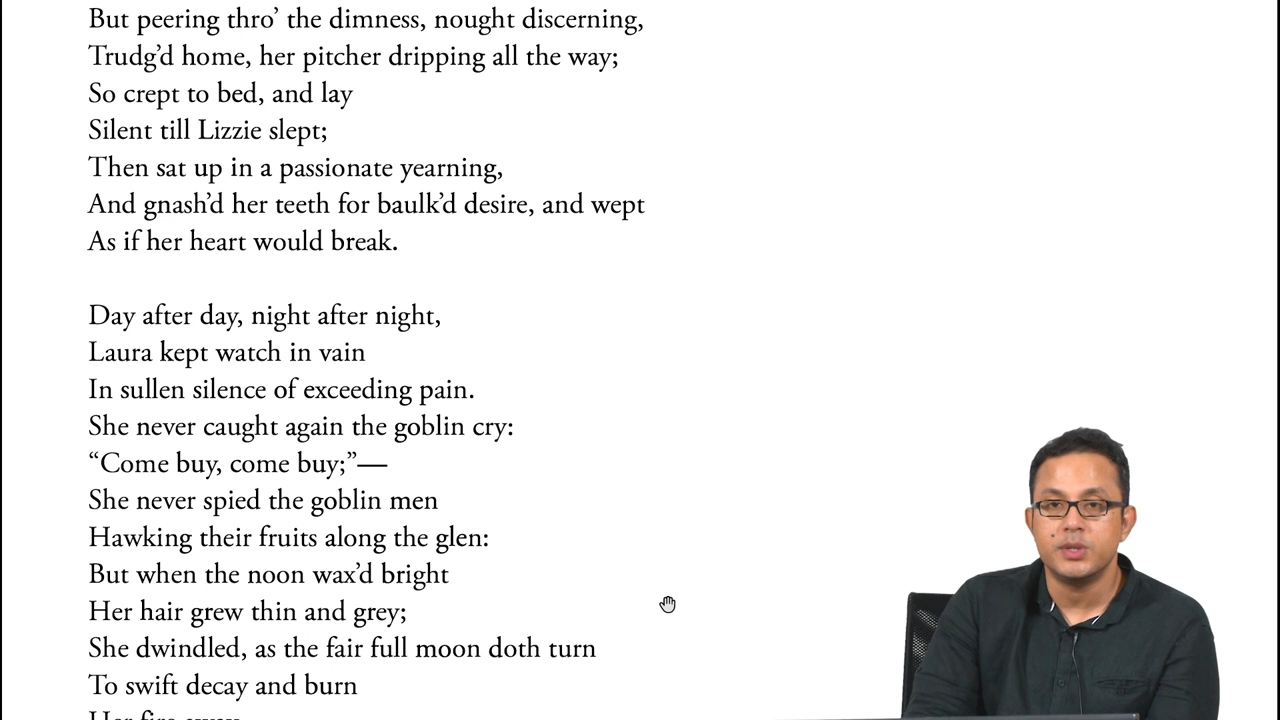 But peering thro’ the dimness, nought discerning,
Trudg’d home, her pitcher dripping all the way;
So crept to bed, and lay
Silent till Lizzie slept;
Then sat up in a passionate yearning,
And gnash’d her teeth for baulk’d desire, and wept
As if her heart would break.
Day after day, night after night,
Laura kept watch in vain
In sullen silence of exceeding pain.
She never caught again the goblin cry:
“Come buy, come buy;”—
She never spied the goblin men
Hawking their fruits along the glen:
But when the noon wax’d bright
Her hair grew thin and grey;
She dwindled, as the fair full moon doth turn
To swift decay and burn
Her fire away.